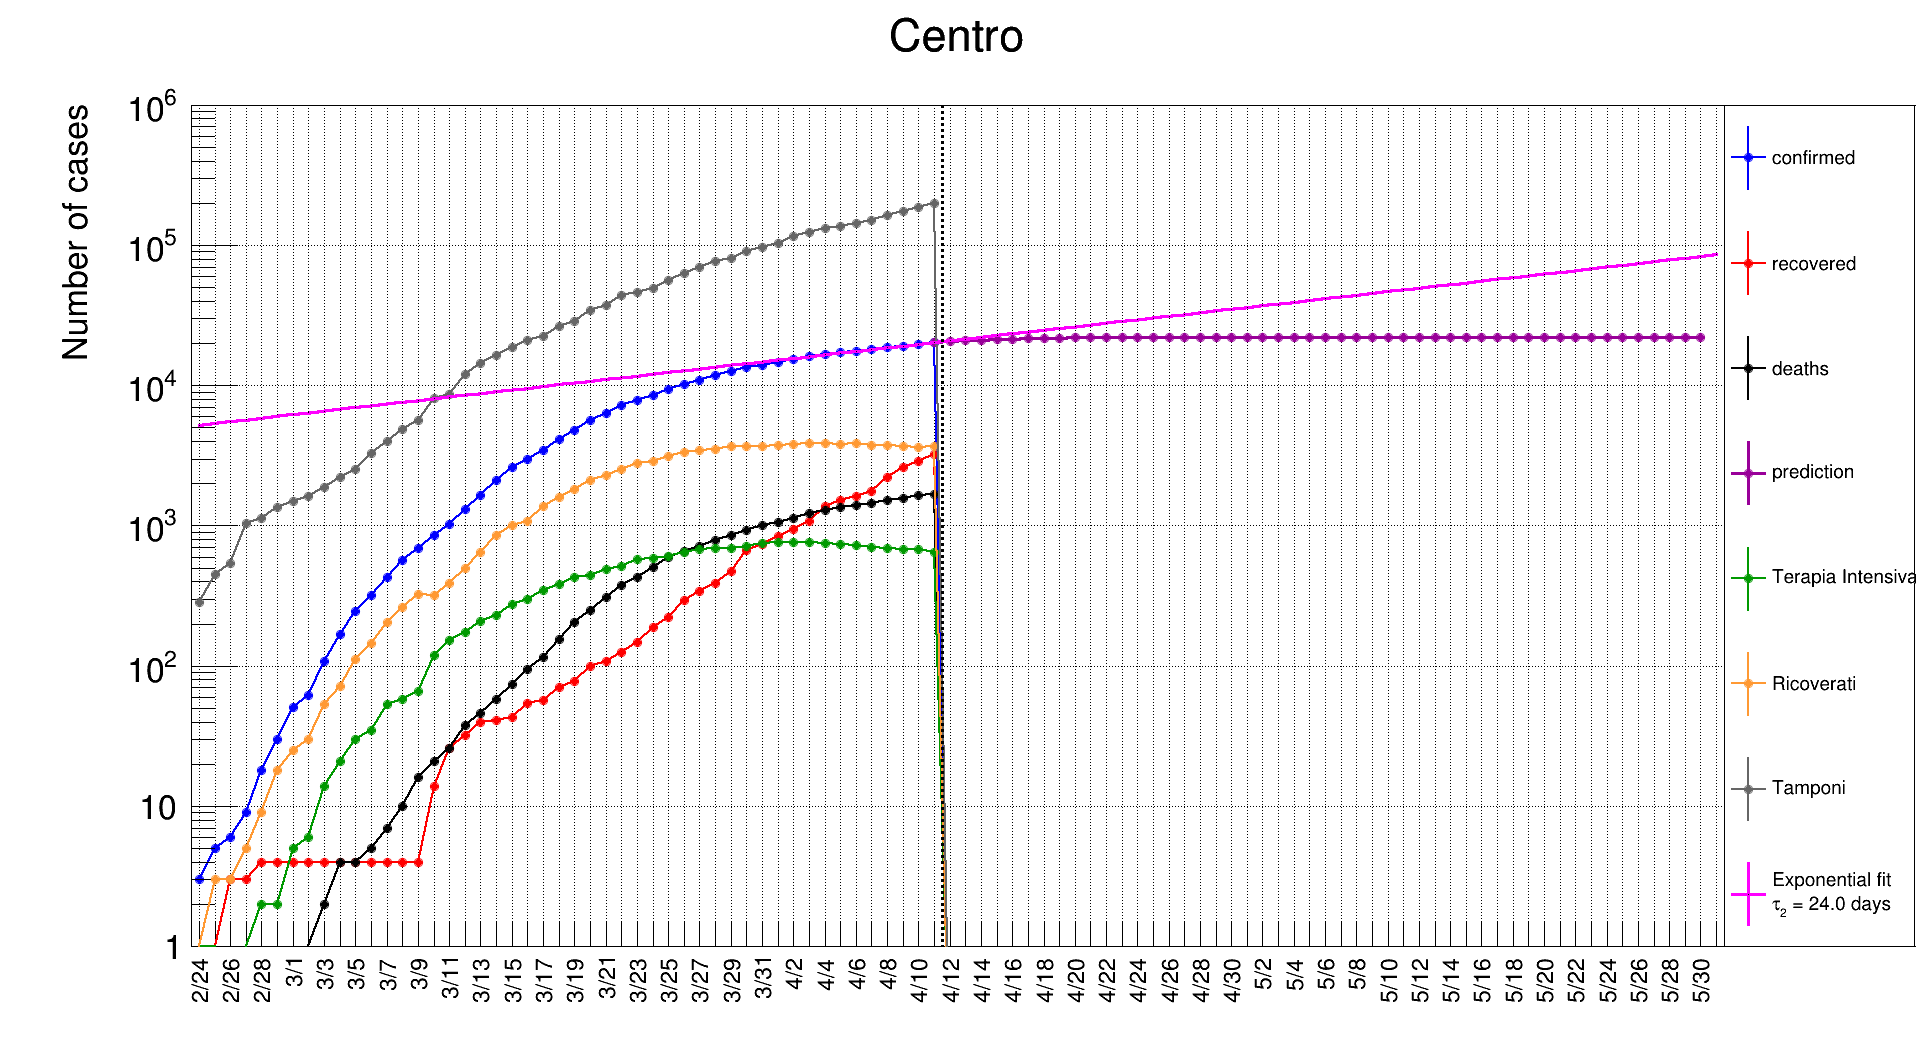 Centro
Number of cases
10^6
10^5
10^4
10^3
10^2
10
1
2/24 2/26 2/28 3/1 3/3 3/5 3/7 3/9 3/11 3/13 3/15 3/17 3/19 3/21 3/23 3/25 3/27 3/29 3/31 4/2 4/4 4/6 4/8 4/10 4/12 4/14 4/16 4/18 4/20 4/22 4/24 4/26 4/28 4/30 5/2 5/4 5/6 5/8 5/10 5/12 5/14 5/16 5/18 5/20 5/22 5/24 5/26 5/28 5/30
confirmed
recovered
deaths
prediction
Terapia Intensiva
Ricoverati
Tamponi
Exponential fit
τ₂ = 24.0 days